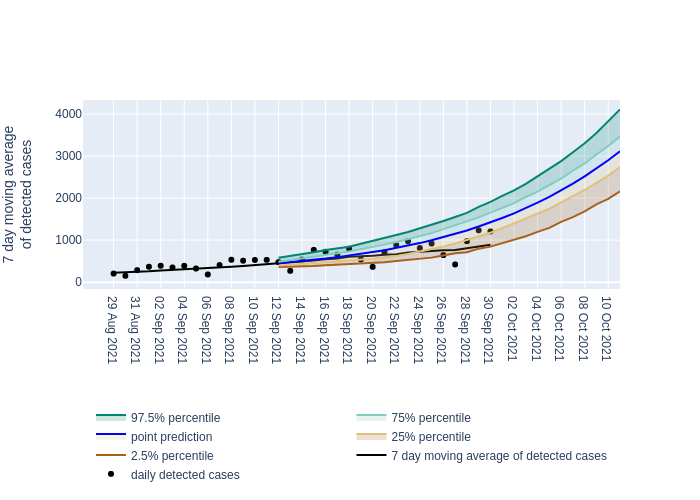 7 day moving average
of detected cases
4000
3000
2000
1000
0
29 Aug 2021
31 Aug 2021
02 Sep 2021
04 Sep 2021
06 Sep 2021
08 Sep 2021
10 Sep 2021
12 Sep 2021
14 Sep 2021
16 Sep 2021
18 Sep 2021
20 Sep 2021
22 Sep 2021
24 Sep 2021
26 Sep 2021
28 Sep 2021
30 Sep 2021
02 Oct 2021
04 Oct 2021
06 Oct 2021
08 Oct 2021
10 Oct 2021
97.5% percentile
75% percentile
point prediction
25% percentile
2.5% percentile
7 day moving average of detected cases
daily detected cases